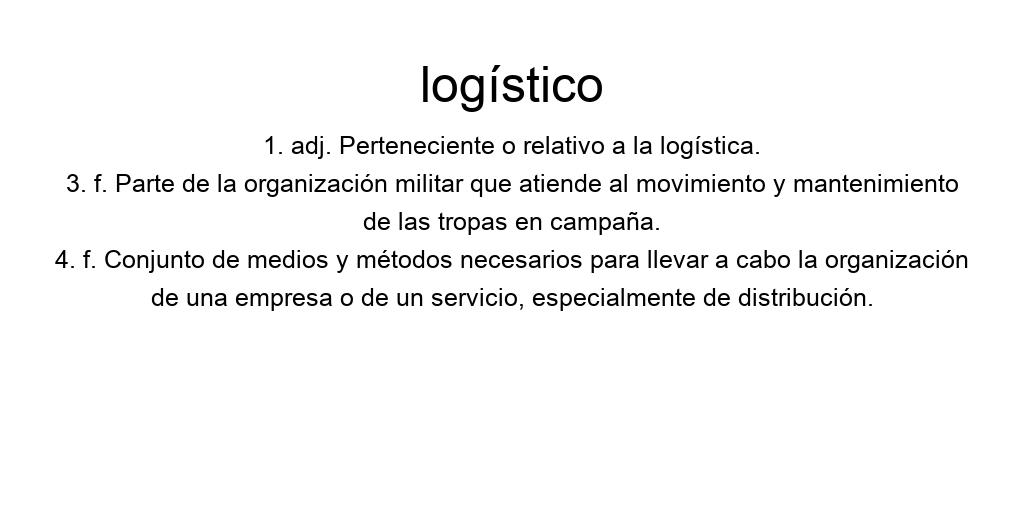 logístico
1. adj. Perteneciente o relativo a la logística.
3. f. Parte de la organización militar que atiende al movimiento y mantenimiento
de las tropas en campaña.
4. f. Conjunto de medios y métodos necesarios para llevar a cabo la organización
de una empresa o de un servicio, especialmente de distribución.